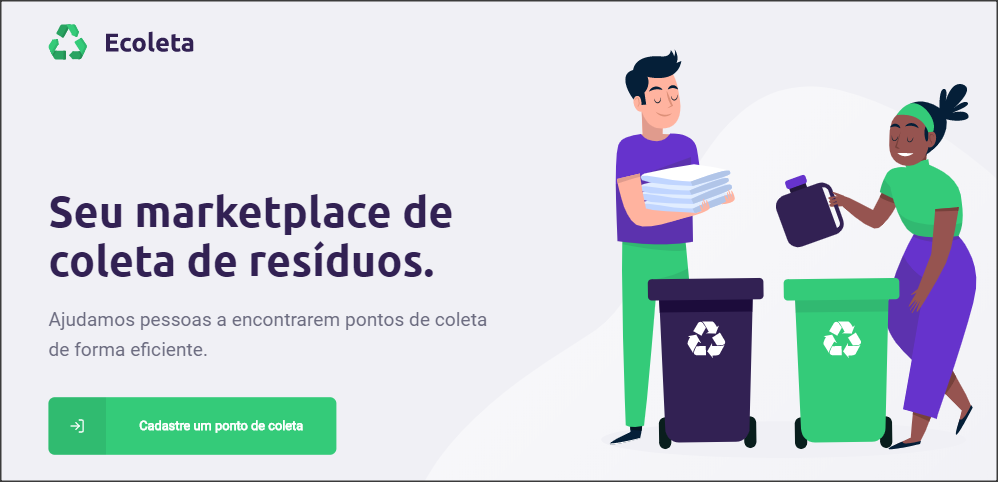 Ecoleta
Seu marketplace de
coleta de resíduos.
Ajudamos pessoas a encontrarem pontos de coleta
de forma eficiente.
Cadastre um ponto de coleta